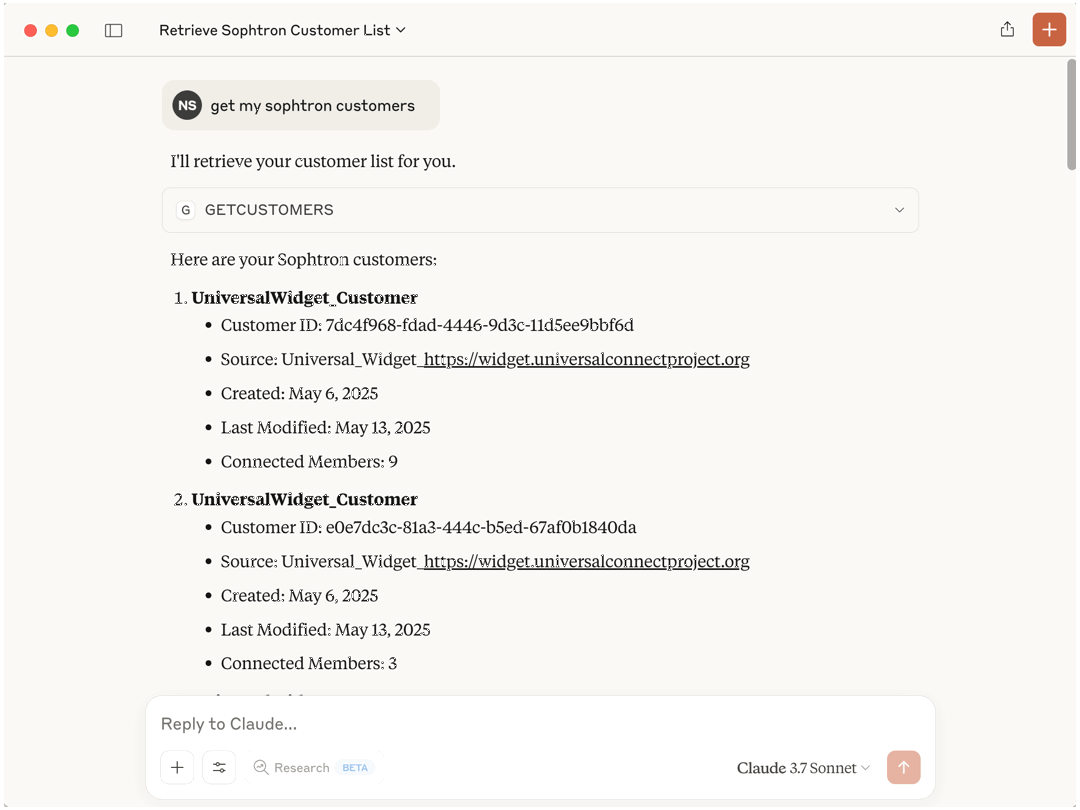 Retrieve Sophtron Customer List
NS get my sophtron customers
I'll retrieve your customer list for you.
G GETCUSTOMERS
Here are your Sophtron customers:
1. UniversalWidget_Customer
• Customer ID: 7dc4f968-fdad-4446-9d3c-11d5ee9bbf6d
• Source: Universal_Widget_https://widget.universalconnectproject.org
• Created: May 6, 2025
• Last Modified: May 13, 2025
• Connected Members: 9
2. UniversalWidget_Customer
• Customer ID: e0e7dc3c-81a3-444c-b5ed-67af0b1840da
• Source: Universal_Widget_https://widget.universalconnectproject.org
• Created: May 6, 2025
• Last Modified: May 13, 2025
• Connected Members: 3
Reply to Claude...
Research BETA
Claude 3.7 Sonnet